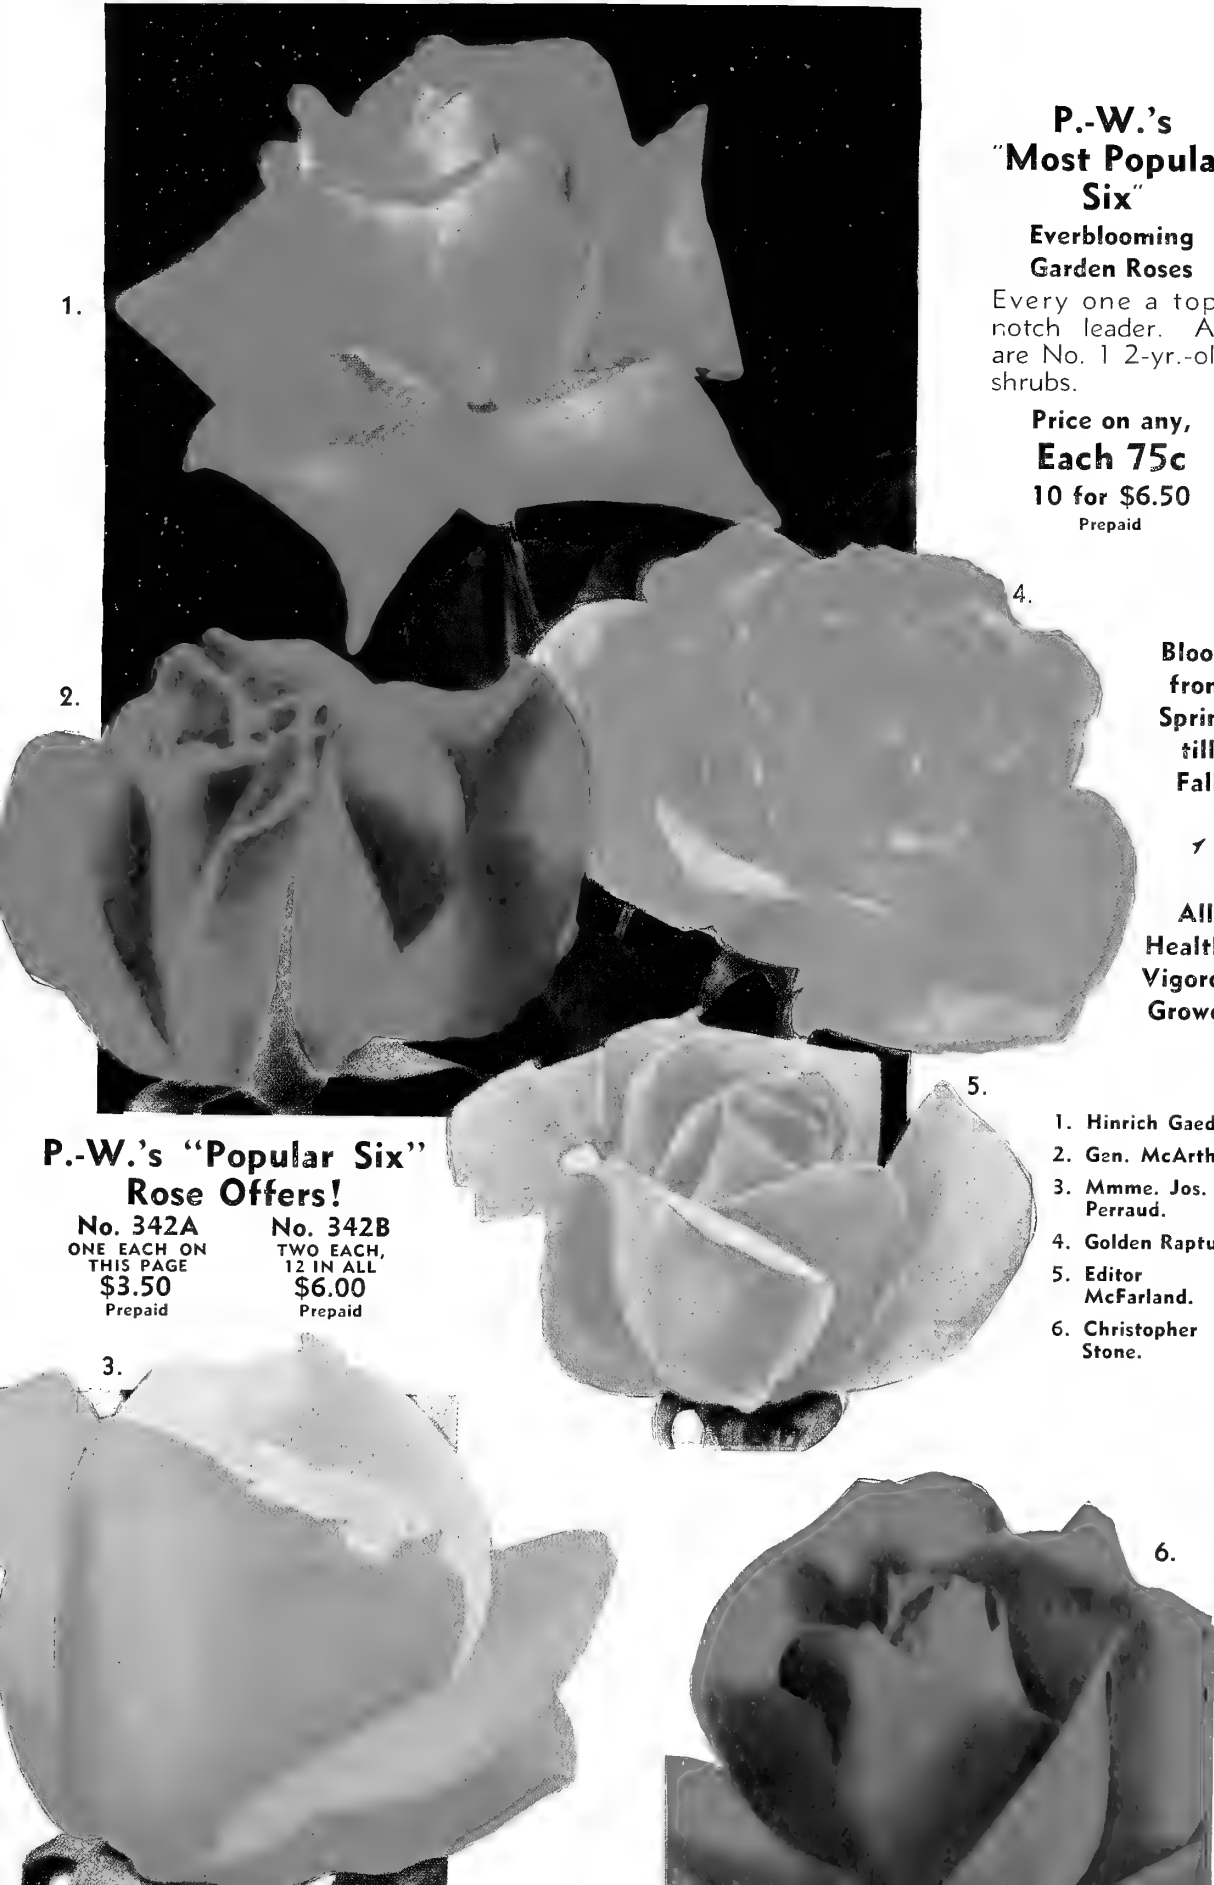 P.-W.'s
"Most Popula
Six"
Everblooming
Garden Roses
Every one a top
notch leader. A
are No. 1 2-yr.-ol
shrubs.
Price on any,
Each 75c
10 for $6.50
Prepaid
1.
2.
4.
Bloo
from
Sprin
till
Fall
All
Healt
Vigoro
Growe
5.
1. Hinrich Gaed
2. Gen. McArth
3. Mmme. Jos.
Perraud.
4. Golden Raptu
5. Editor
McFarland.
6. Christopher
Stone.
P.-W.'s "Popular Six"
Rose Offers!
No. 342A
ONE EACH ON
THIS PAGE
$3.50
Prepaid
No. 342B
TWO EACH,
12 IN ALL
$6.00
Prepaid
3.
6.